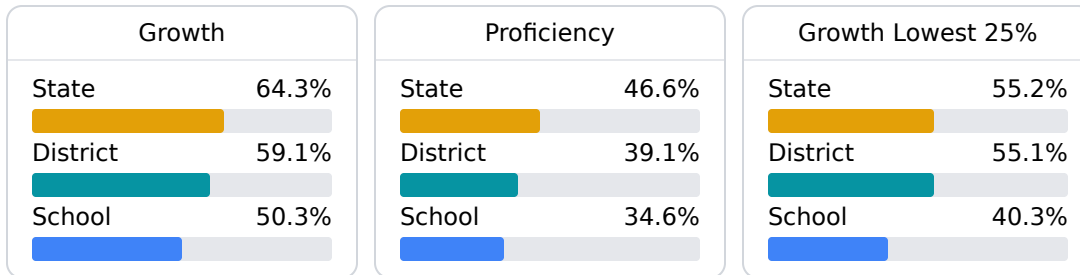 Growth
State 64.3%
District 59.1%
School 50.3%
Proficiency
State 46.6%
District 39.1%
School 34.6%
Growth Lowest 25%
State 55.2%
District 55.1%
School 40.3%